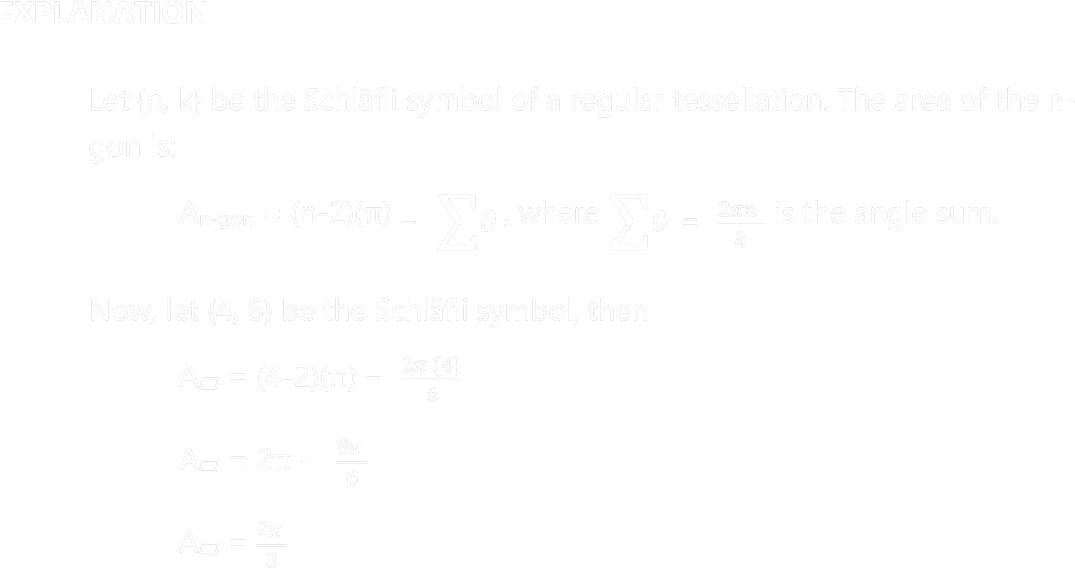 EXPLANATION
Let {n, k} be the Schläfli symbol of a regular tessellation. The area of the n-
gon is:
Aₙ₋gon = (n-2)(π) – ∑θ, where ∑θ = 2πn/k is the angle sum.
Now, let {4, 6} be the Schläfli symbol, then
A▱ = (4-2)(π) – 2π (4)/6
A▱ = 2π – 8π/6
A▱ = 2π/3